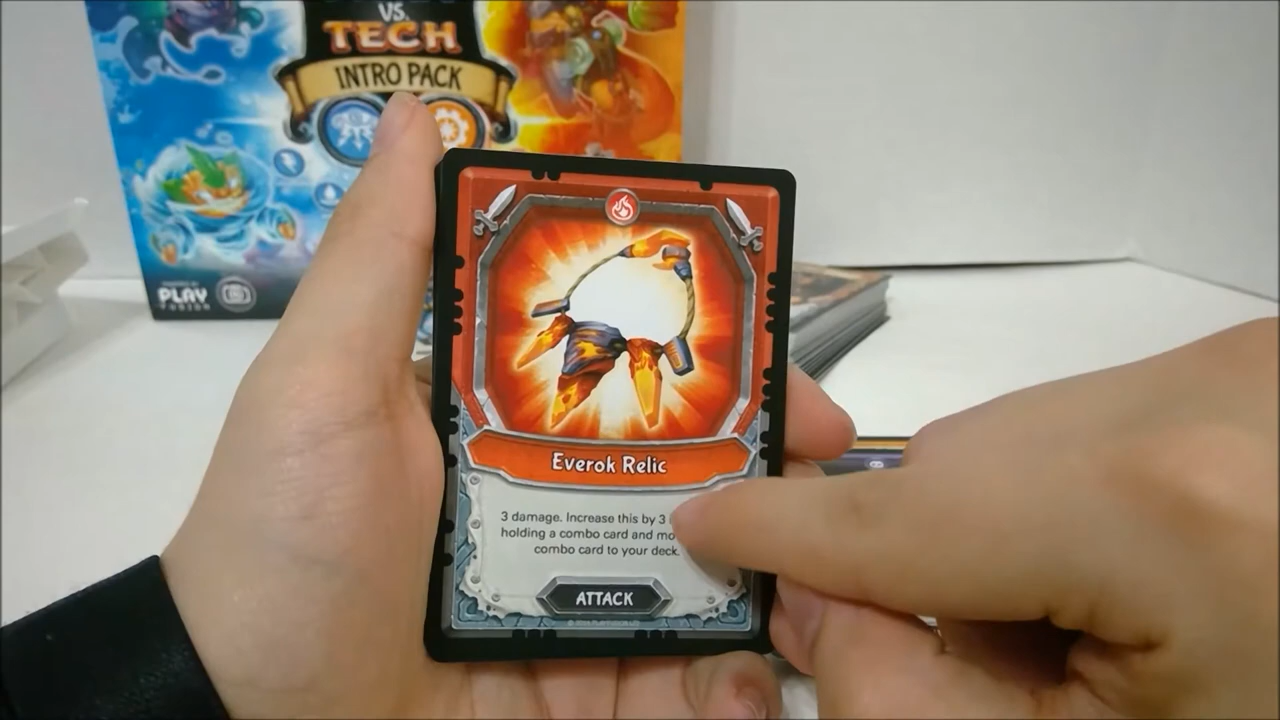 VS.
TECH
INTRO PACK
PLAY
FUSION
Everok Relic
3 damage. Increase this by 3
holding a combo card and
combo card to your deck.
ATTACK